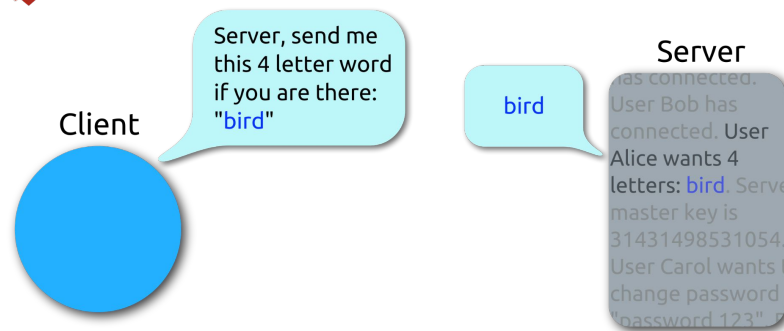 Server, send me
this 4 letter word
if you are there:
"bird"
Client
bird
Server
has connected.
User Bob has
connected. User
Alice wants 4
letters: bird. Serve
master key is
31431498531054.
User Carol wants t
change password
"password 123".